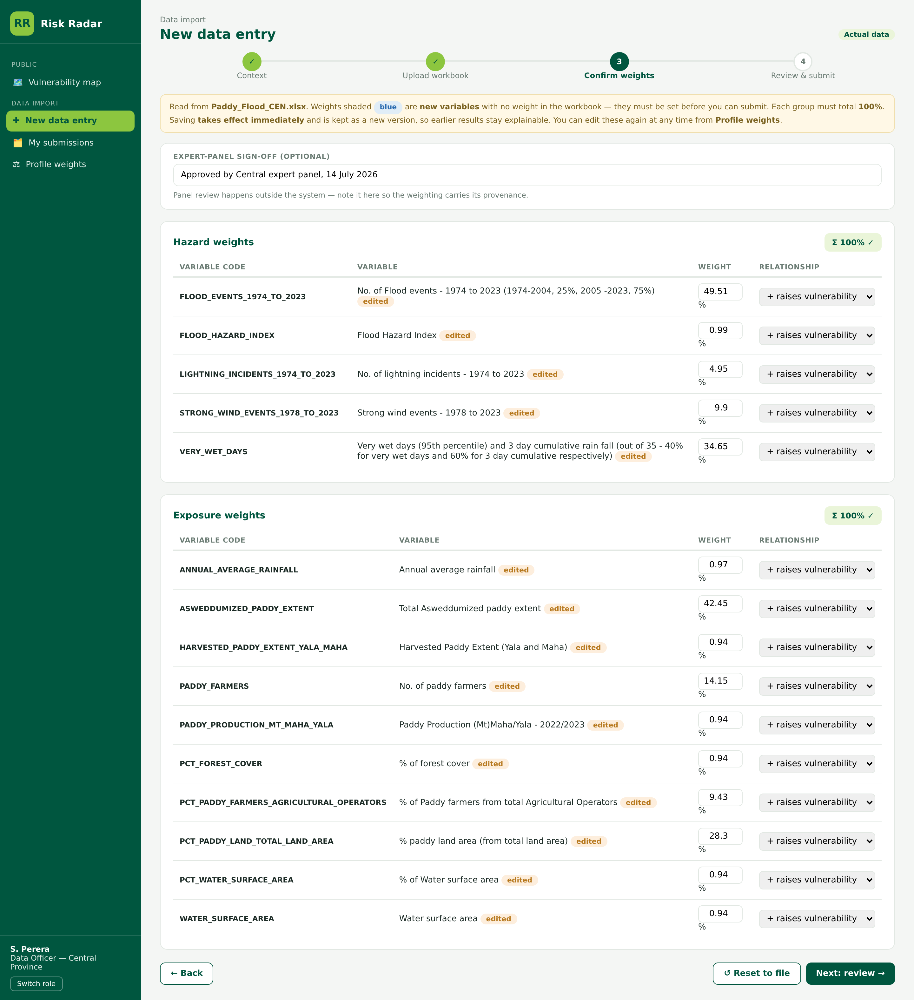 RR Risk Radar
PUBLIC
Vulnerability map
DATA IMPORT
New data entry
My submissions
Profile weights
S. Perera
Data Officer — Central
Province
Switch role
Data import
New data entry
Actual data
✓ ✓ 3 4
Context Upload workbook Confirm weights Review & submit
Read from Paddy_Flood_CEN.xlsx. Weights shaded blue are new variables with no weight in the workbook — they must be set before you can submit. Each group must total 100%.
Saving takes effect immediately and is kept as a new version, so earlier results stay explainable. You can edit these again at any time from Profile weights.
EXPERT-PANEL SIGN-OFF (OPTIONAL)
Approved by Central expert panel, 14 July 2026
Panel review happens outside the system — note it here so the weighting carries its provenance.
Hazard weights Σ 100% ✓
VARIABLE CODE VARIABLE WEIGHT RELATIONSHIP
FLOOD_EVENTS_1974_TO_2023 No. of Flood events - 1974 to 2023 (1974-2004, 25%, 2005 -2023, 75%) edited 49.51 % + raises vulnerability
FLOOD_HAZARD_INDEX Flood Hazard Index edited 0.99 % + raises vulnerability
LIGHTNING_INCIDENTS_1974_TO_2023 No. of lightning incidents - 1974 to 2023 edited 4.95 % + raises vulnerability
STRONG_WIND_EVENTS_1978_TO_2023 Strong wind events - 1978 to 2023 edited 9.9 % + raises vulnerability
VERY_WET_DAYS Very wet days (95th percentile) and 3 day cumulative rain fall (out of 35 - 40%
for very wet days and 60% for 3 day cumulative respectively) edited 34.65 % + raises vulnerability
Exposure weights Σ 100% ✓
VARIABLE CODE VARIABLE WEIGHT RELATIONSHIP
ANNUAL_AVERAGE_RAINFALL Annual average rainfall edited 0.97 % + raises vulnerability
ASWEDDUMIZED_PADDY_EXTENT Total Asweddumized paddy extent edited 42.45 % + raises vulnerability
HARVESTED_PADDY_EXTENT_YALA_MAHA Harvested Paddy Extent (Yala and Maha) edited 0.94 % + raises vulnerability
PADDY_FARMERS No. of paddy farmers edited 14.15 % + raises vulnerability
PADDY_PRODUCTION_MT_MAHA_YALA Paddy Production (Mt)Maha/Yala - 2022/2023 edited 0.94 % + raises vulnerability
PCT_FOREST_COVER % of forest cover edited 0.94 % + raises vulnerability
PCT_PADDY_FARMERS_AGRICULTURAL_OPERATORS % of Paddy farmers from total Agricultural Operators edited 9.43 % + raises vulnerability
PCT_PADDY_LAND_TOTAL_LAND_AREA % paddy land area (from total land area) edited 28.3 % + raises vulnerability
PCT_WATER_SURFACE_AREA % of Water surface area edited 0.94 % + raises vulnerability
WATER_SURFACE_AREA Water surface area edited 0.94 % + raises vulnerability
← Back ↺ Reset to file Next: review →